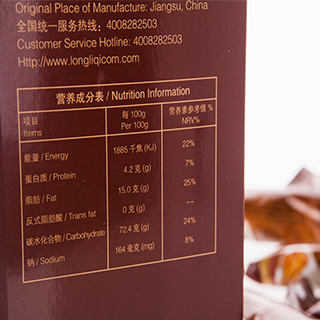 Original Place of Manufacture: Jiangsu, China
全国统一服务热线: 4008282503
Customer Service Hotline: 4008282503
Http://www.longliqicom.com
营养成分表 / Nutrition Information
项目 每 100g 营养素参考值 %
Items Per 100g NRV%
能量 / Energy 1885 千焦 (KJ) 22%
蛋白质 / Protein 4.2 克 (g) 7%
脂肪 / Fat 15.0 克 (g) 25%
反式脂肪酸 / Trans fat 0 克 (g) --
碳水化合物 / Carbohydrate 72.4 克 (g) 24%
钠 / Sodium 164 毫克 (mg) 8%